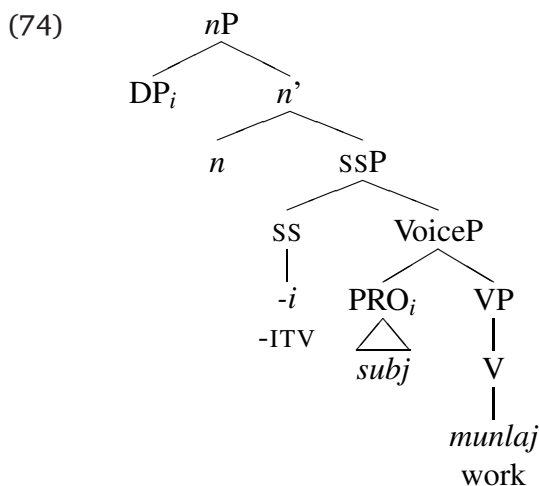 (74) nP
DPi n’
n SSP
SS VoiceP
-i PROi VP
-ITV subj V
munlaj
work